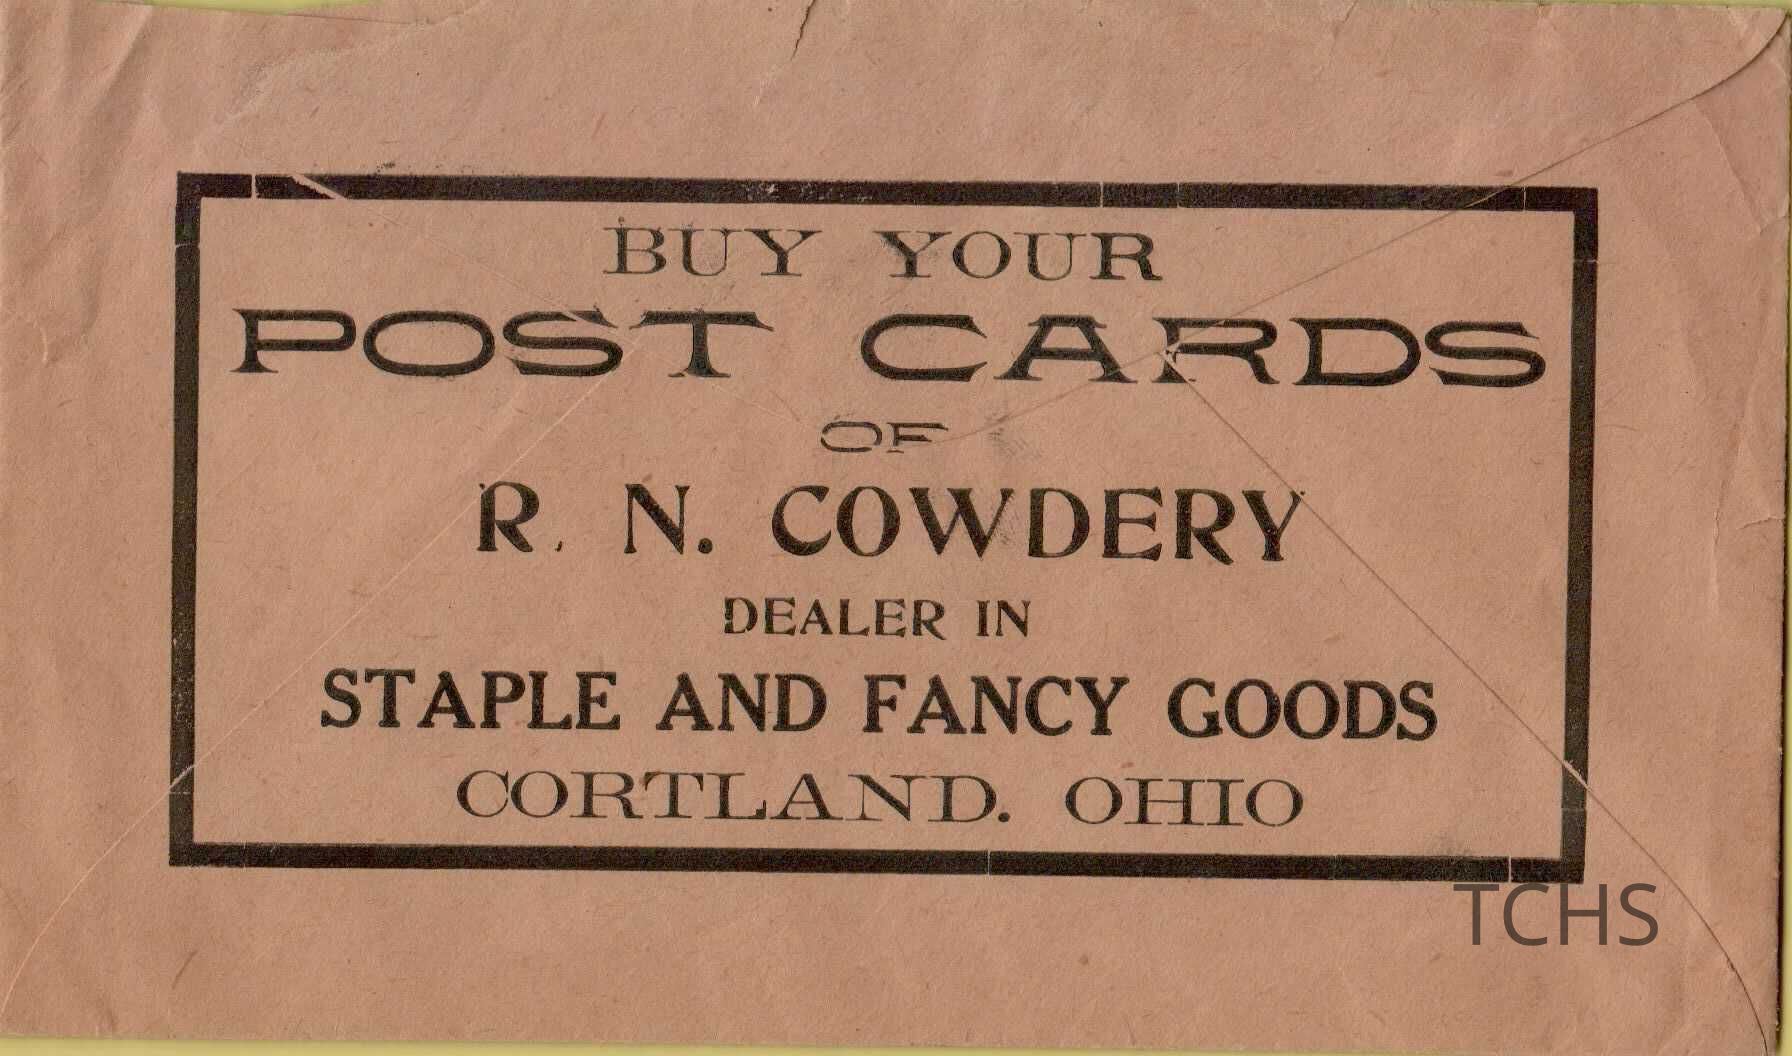 BUY YOUR
POST CARDS
OF
R. N. COWDERY
DEALER IN
STAPLE AND FANCY GOODS
CORTLAND. OHIO
TCHS